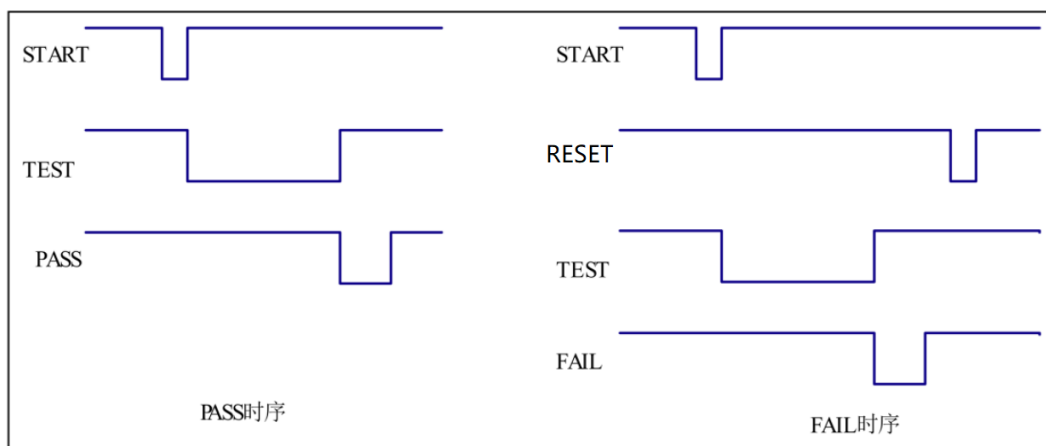 START
TEST
PASS
PASS时序
START
RESET
TEST
FAIL
FAIL时序